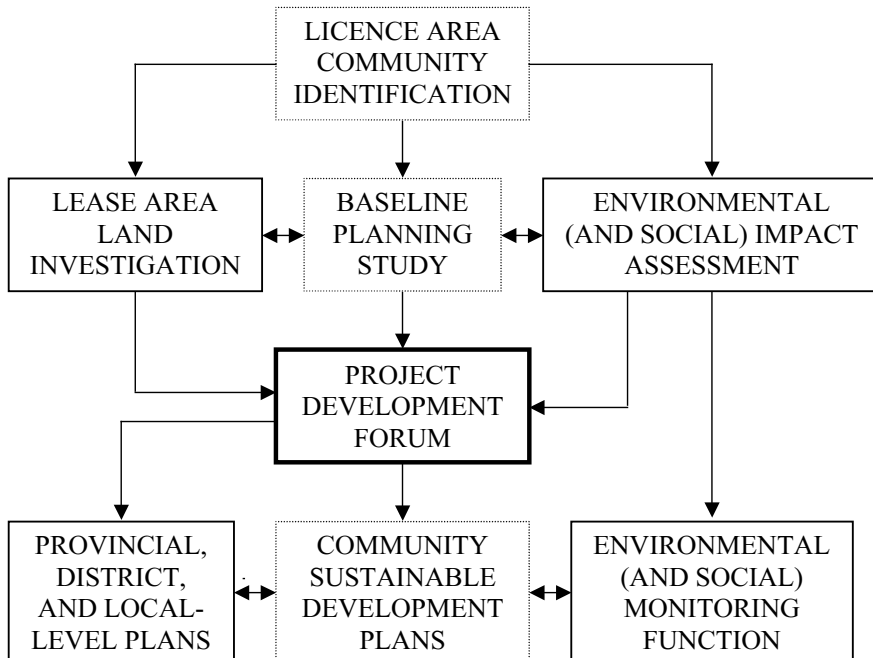 LICENCE AREA
COMMUNITY
IDENTIFICATION
LEASE AREA
LAND
INVESTIGATION
BASELINE
PLANNING
STUDY
ENVIRONMENTAL
(AND SOCIAL) IMPACT
ASSESSMENT
PROJECT
DEVELOPMENT
FORUM
PROVINCIAL,
DISTRICT,
AND LOCAL-
LEVEL PLANS
COMMUNITY
SUSTAINABLE
DEVELOPMENT
PLANS
ENVIRONMENTAL
(AND SOCIAL)
MONITORING
FUNCTION